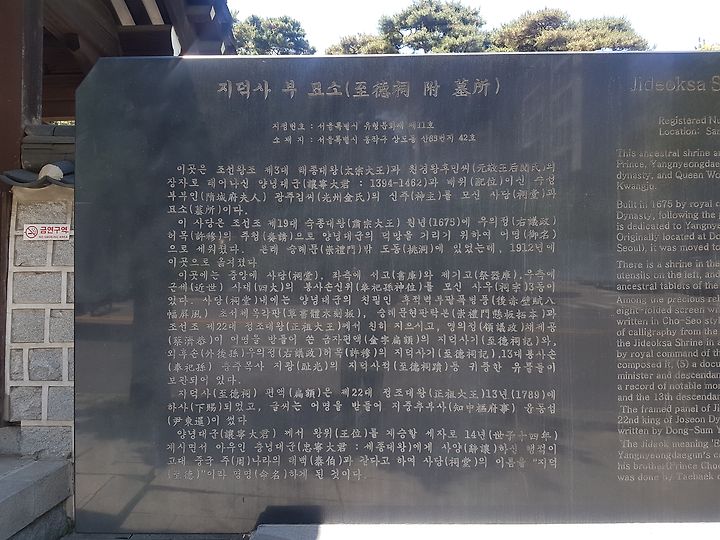 지덕사 부 묘소(至德祠 附 墓所)
지정번호 : 서울특별시 유형문화재 제11호
소 재 지 : 서울특별시 동작구 상도동 산65번지 42호
이곳은 조선왕조 제3대 태종대왕(太宗大王)과 원경왕후민씨(元敬王后閔氏)의
장자로 태어나신 양녕대군(讓寧大君 : 1394-1462)과 배위(配位)이신 수성
부부인(隋城府夫人) 광주김씨(光州金氏)의 신주(神主)를 모신 사당(祠堂)과
묘소(墓所)이다.
이 사당은 조선조 제19대 숙종대왕(肅宗大王) 원년(1675)에 우의정(右議政)
허목(許穆)의 주청(奏請)으로 양녕대군의 덕망을 기리기 위하여 어명(御名)
으로 세워졌다. 원래 숭례문(崇禮門)밖 도동(桃洞)에 있었는데, 1912년에
이곳으로 옮겨졌다
이곳에는 중앙에 사당(祠堂), 좌측에 서고(書庫)와 제기고(祭器庫),우측에
근세(近世) 사대(四大)의 봉사손신위(奉祀孫神位)를 모신 사우(祠宇)3동이
있다. 사당(祠堂)내에는 양녕대군의 친필인 후적벽부팔곡병풍(後赤壁賦八
幅屛風) 초서체목각판(草書體木刻板), 숭례문현판탁본(崇禮門懸板拓本)과
조선조 제22대 정조대왕(正祖大王)께서 친히 지으시고, 영의정(領議政)채제공
(蔡濟恭)이 어명을 받들어 쓴 금자편액(金字扁額)의 지덕사기(至德祠記)와,
외후손(外後孫)우의정(右議政)허목(許穆)의 지덕사기(至德祠記),13대봉사손
(奉祀孫) 광주목사 지광(趾光)의 지덕사적(至德祠蹟)등 귀중한 유물들이
보관되어 있다.
지덕사(至德祠) 편액(扁額)은 제22대 정조대왕(正祖大王)13년(1789)에
하사(下賜)되었고, 글씨는 어명을 받들어 지중추부사(知中樞府事) 윤동섬
(尹東暹)이 썼다
양녕대군(讓寧大君) 께서 왕위(王位)를 계승할 세자로 14년(世子十四年)
계시면서 아우인 충녕대군(忠寧大君 : 세종대왕)에게 사양(辭讓)하신 행적이
고대 중국 주(周)나라의 태백(泰伯)과 같다고 하여 사당(祠堂)의 이름을 "지덕
(至德)"이라 명명(命名)하게 된 것이다.
금연구역
NO SMOKING AREA
Jideoksa S
Registered Nu
Location: Sa
This ancestral shrine a
Prince, Yangnyeongdae
dynasty, and Queen Wo
Kwangju.
Built in 1675 by royal c
Dynasty, following the
is dedicated to Yangnye
Originally located at Do
Seoul, it was moved to
There is a shrine in the
utensils on the left, and
ancestral tablets of the
Among the precious rel
eight-folded screen wi
written in Cho-Seo styl
of calligraphy from the
the Jideoksa Shrine in a
by royal command of th
composed it, (5) a docu
minister and descendan
a record of notable mor
and the 13th descendan
The framed panel of Ji
22nd king of Joseon Dy
written by Dong-Sum Y
The Jideok meaning 'E
Yangnyeongdaegun's c
his brother(Prince Choo
was done by Taebaek o